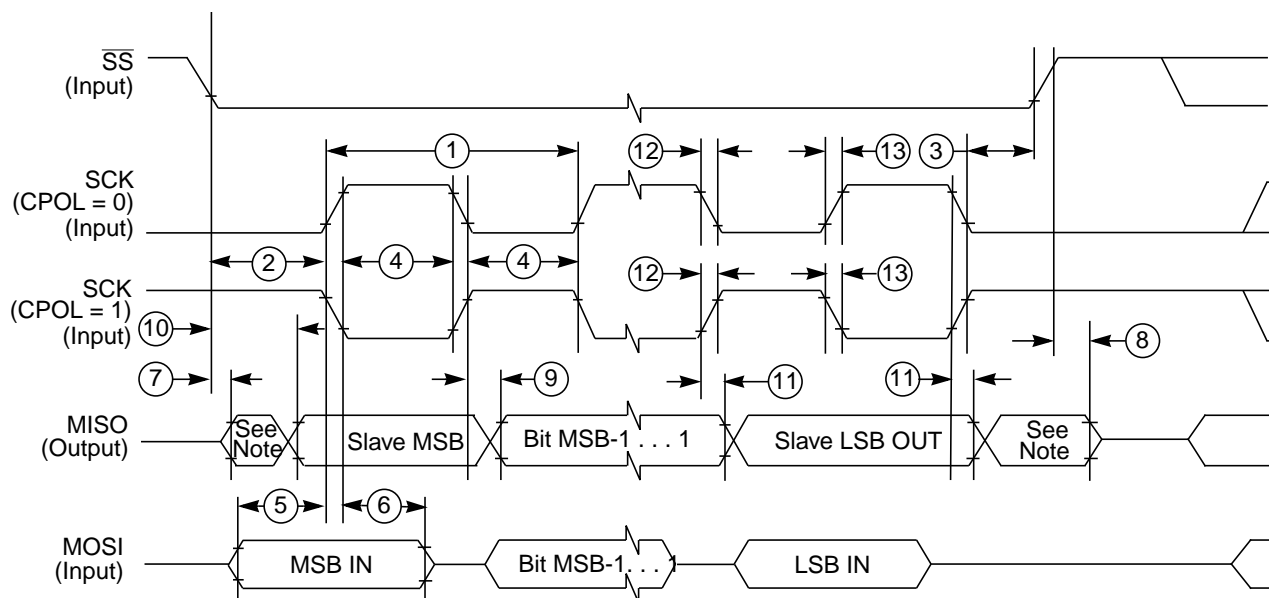 SS
(Input)
1
12
13
3
SCK
(CPOL = 0)
(Input)
2
4
4
12
13
SCK
(CPOL = 1)
(Input)
10
8
7
9
11
11
MISO
(Output)
See
Note
Slave MSB
Bit MSB-1 . . . 1
Slave LSB OUT
See
Note
5
6
MOSI
(Input)
MSB IN
Bit MSB-1. . . 1
LSB IN